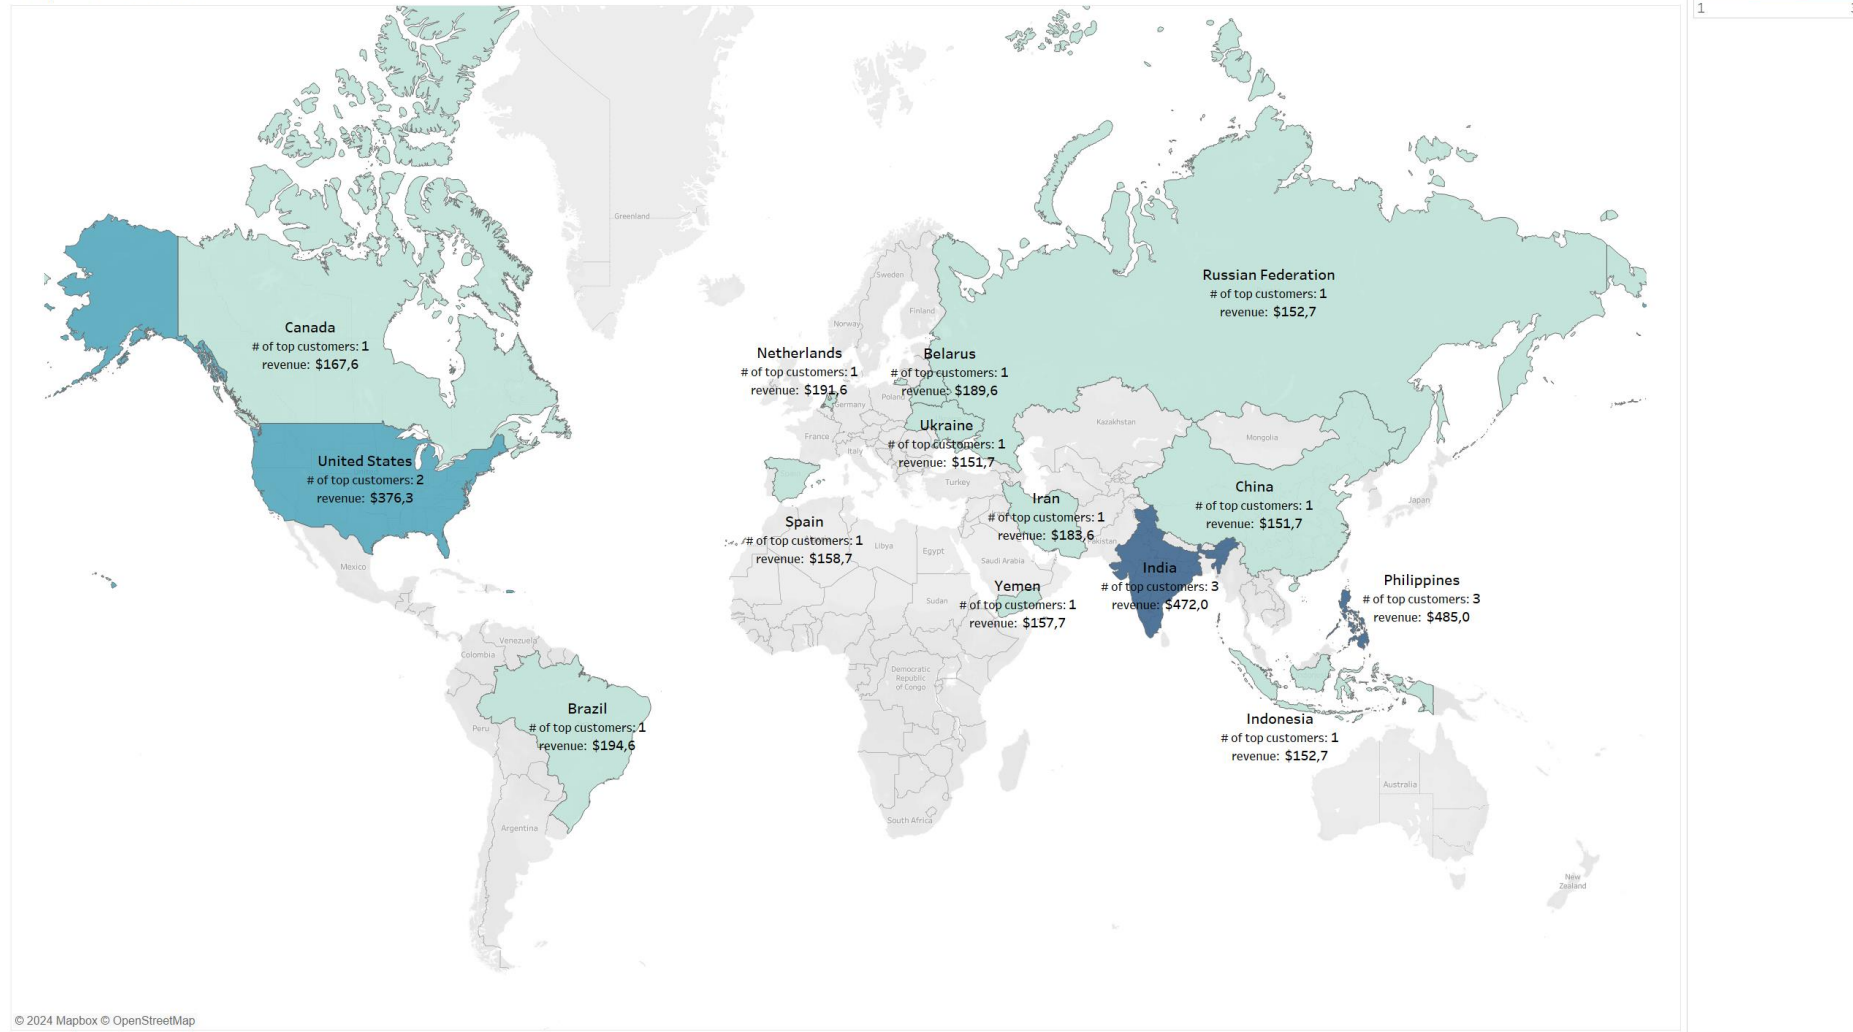 1
Greenland
Sweden
Finland
Norway
Russian Federation
# of top customers: 1
revenue: $152,7
Canada
# of top customers: 1
revenue: $167,6
Netherlands
# of top customers: 1
revenue: $191,6
Belarus
# of top customers: 1
revenue: $189,6
Germany
Poland
Kazakhstan
Mongolia
France
Italy
Ukraine
# of top customers: 1
revenue: $151,7
Turkey
United States
# of top customers: 2
revenue: $376,3
China
# of top customers: 1
revenue: $151,7
Japan
Iran
# of top customers: 1
revenue: $183,6
Pakistan
Spain
# of top customers: 1
revenue: $158,7
Libya
Egypt
Saudi Arabia
Mexico
India
# of top customers: 3
revenue: $472,0
Philippines
# of top customers: 3
revenue: $485,0
Yemen
# of top customers: 1
revenue: $157,7
Sudan
Venezuela
Colombia
Democratic
Republic
of Congo
Brazil
# of top customers: 1
revenue: $194,6
Peru
Indonesia
# of top customers: 1
revenue: $152,7
Australia
South Africa
Argentina
New
Zealand
© 2024 Mapbox © OpenStreetMap